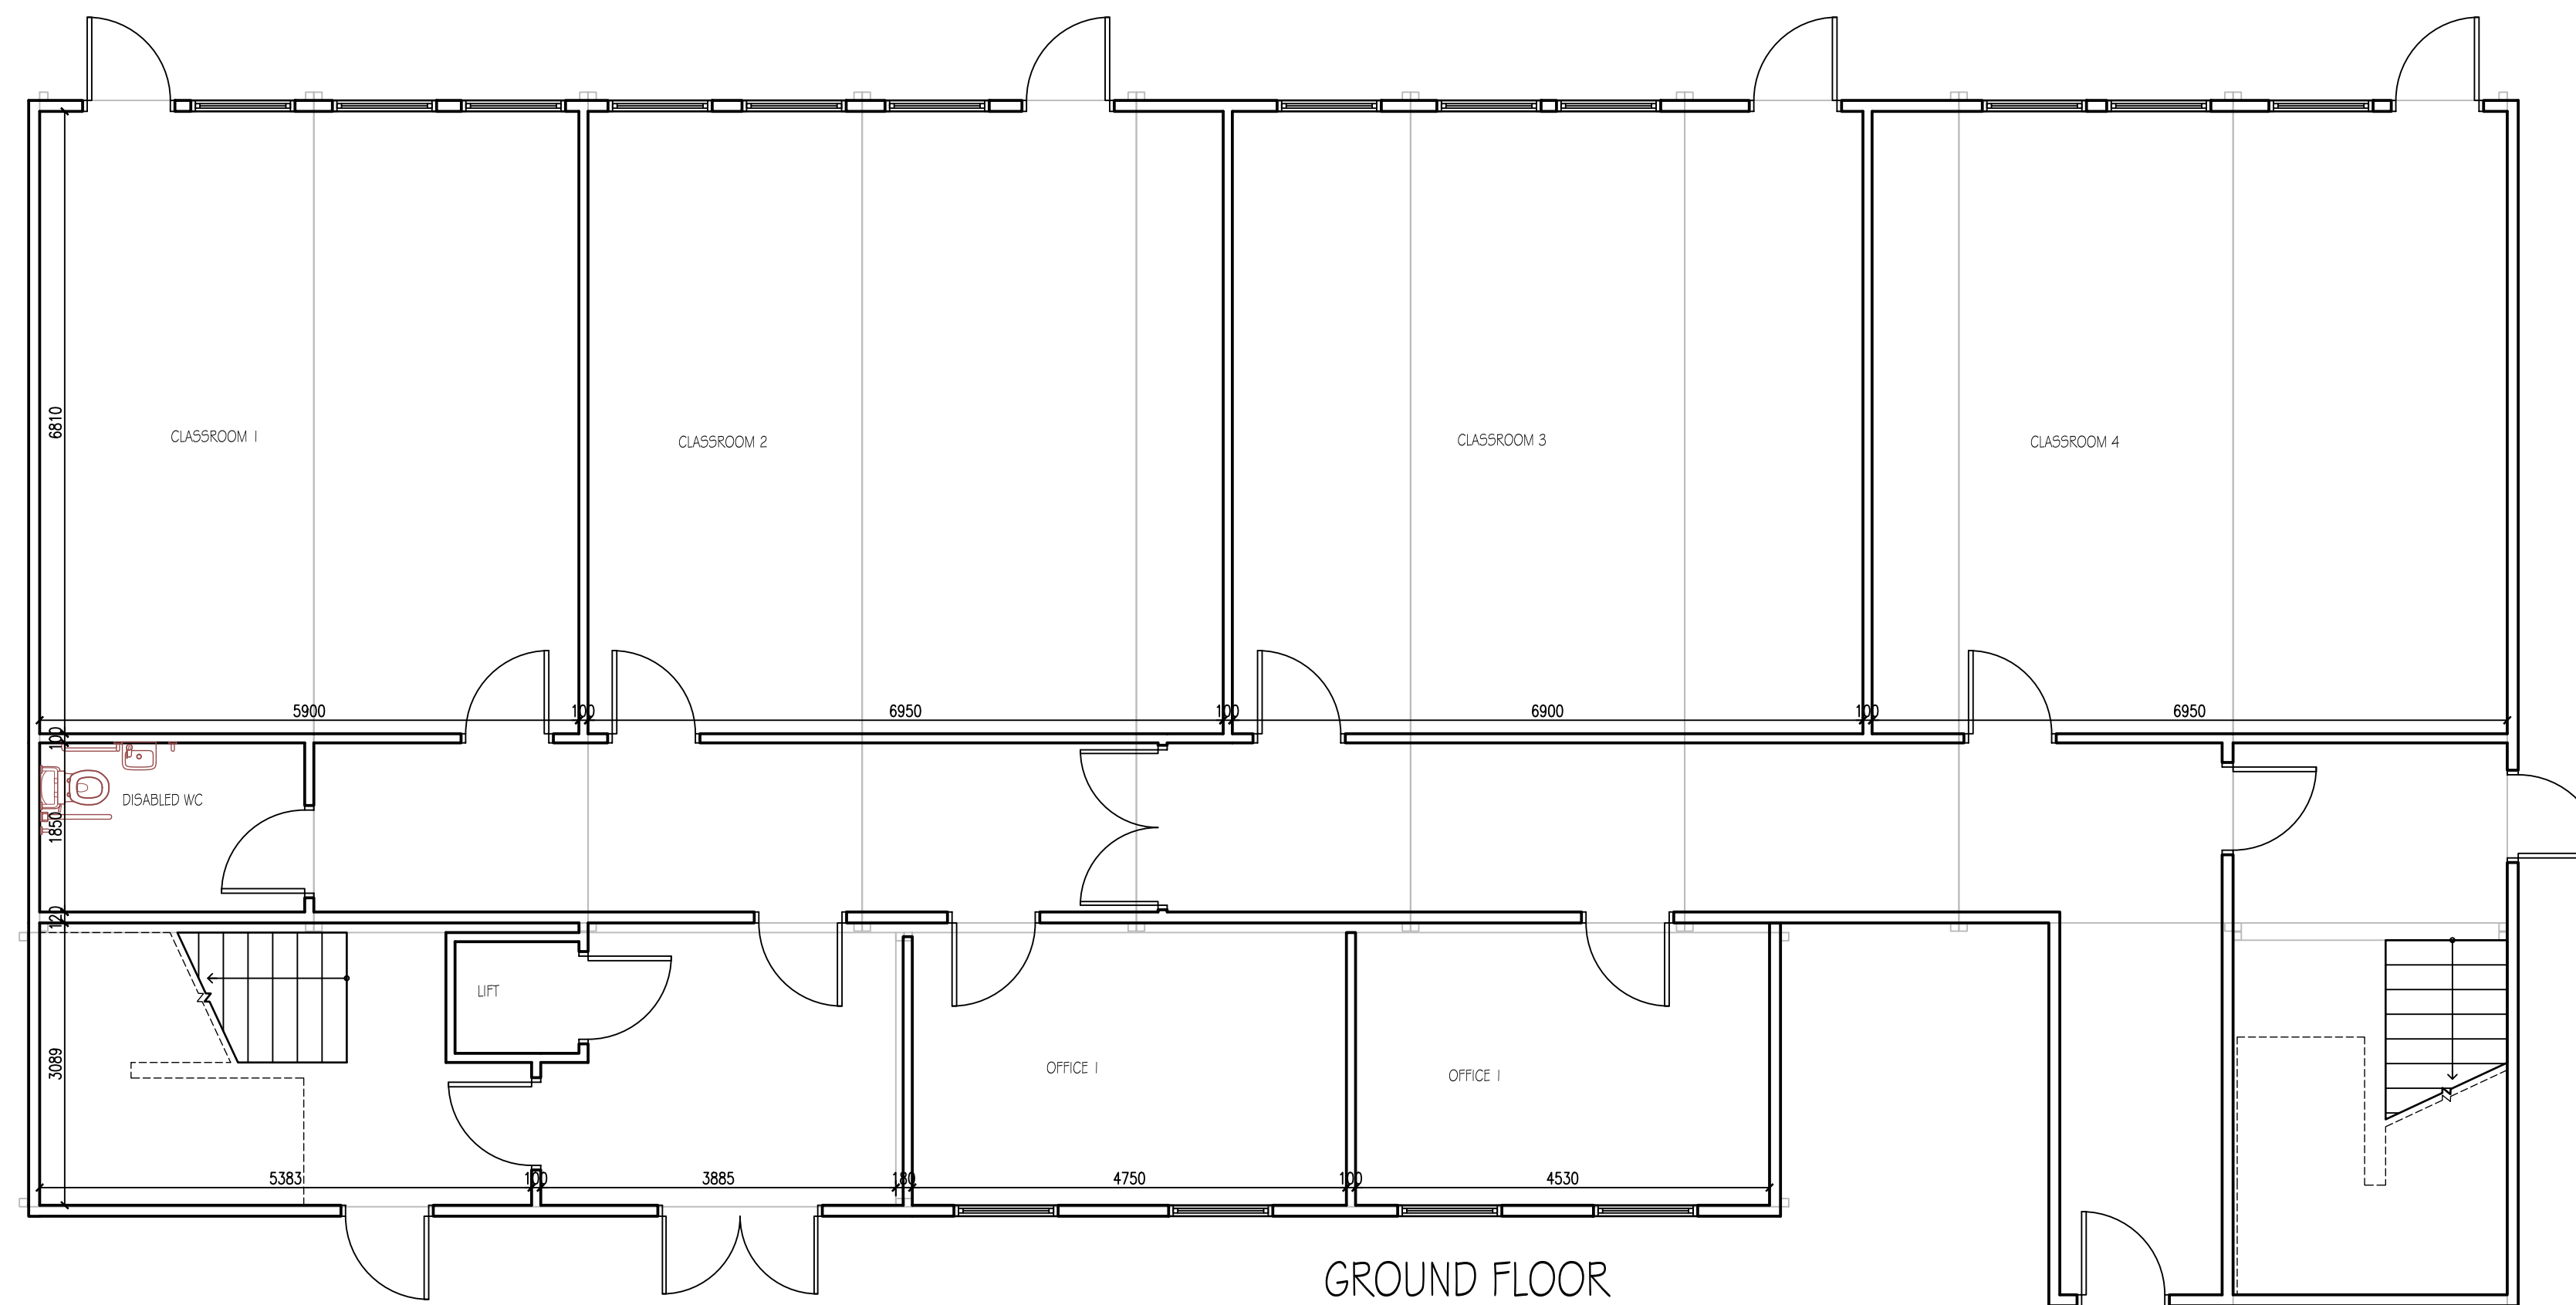 6810
CLASSROOM 1
CLASSROOM 2
CLASSROOM 3
CLASSROOM 4
5900
100
6950
100
6900
100
6950
100
DISABLED WC
1850
120
LIFT
3089
OFFICE 1
OFFICE 1
5383
100
3885
180
4750
100
4530
GROUND FLOOR